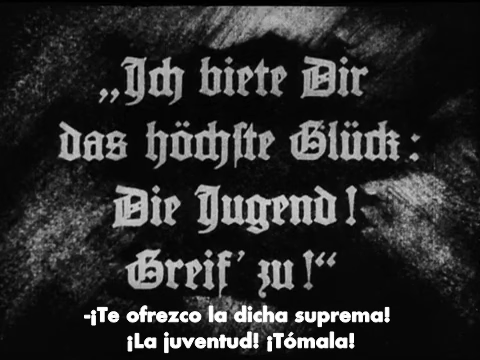 „Ich biete Dir
das höchſte Glück:
Die Jugend!
Greif' zu!“
-¡Te ofrezco la dicha suprema!
¡La juventud! ¡Tómala!